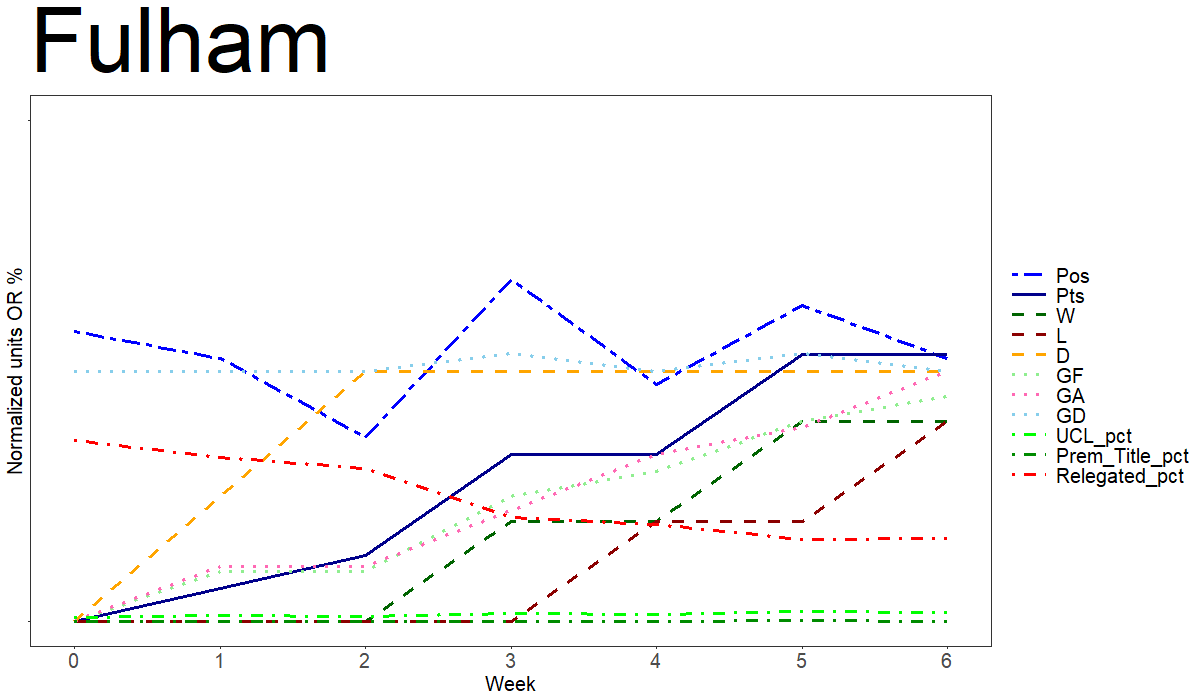 Fulham
Normalized units OR %
0 1 2 3 4 5 6
Week
Pos
Pts
W
L
D
GF
GA
GD
UCL_pct
Prem_Title_pct
Relegated_pct